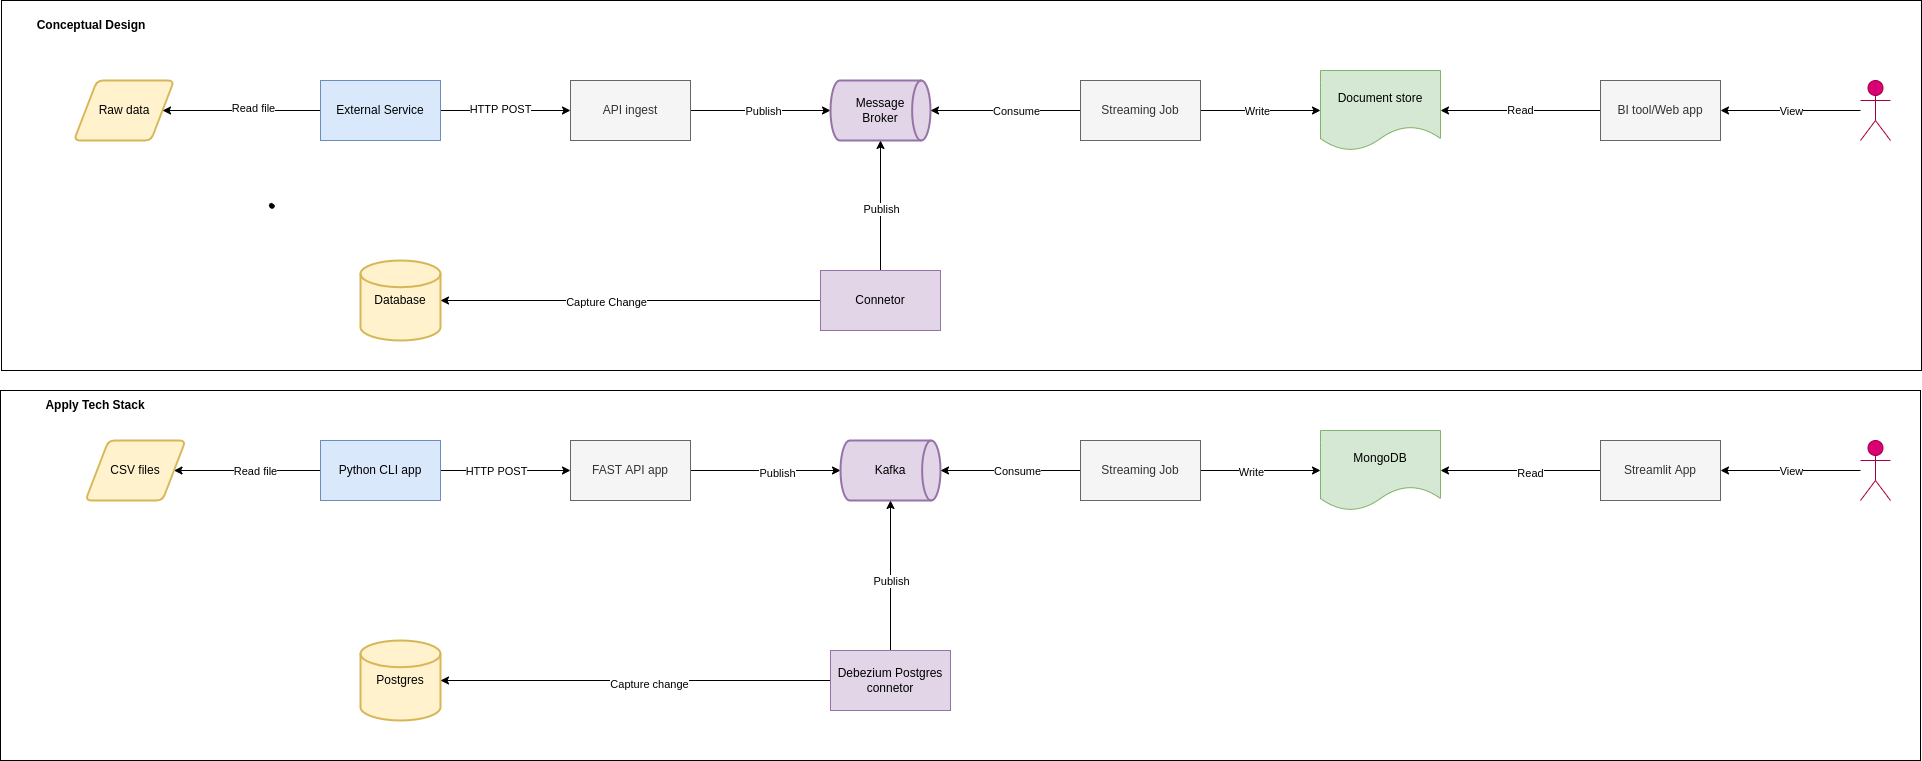 Conceptual Design
Raw data
Read file
External Service
HTTP POST
API ingest
Publish
Message
Broker
Consume
Streaming Job
Write
Document store
Read
BI tool/Web app
View
Publish
Database
Capture Change
Connetor
Apply Tech Stack
CSV files
Read file
Python CLI app
HTTP POST
FAST API app
Publish
Kafka
Consume
Streaming Job
Write
MongoDB
Read
Streamlit App
View
Publish
Postgres
Capture change
Debezium Postgres
connetor